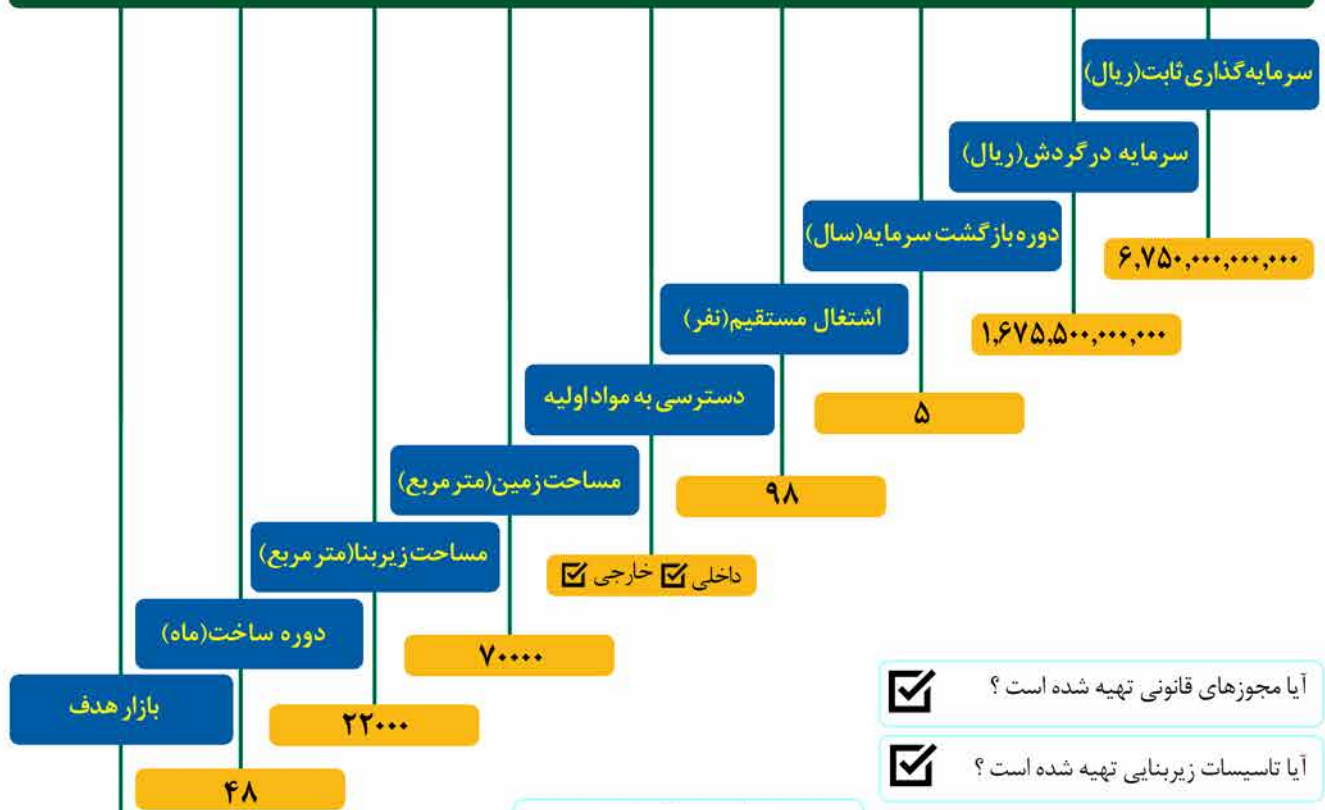 سرمایه‌گذاری ثابت(ریال)
۶,۷۵۰,۰۰۰,۰۰۰,۰۰۰
سرمایه در گردش(ریال)
۱,۶۷۵,۵۰۰,۰۰۰,۰۰۰
دوره بازگشت سرمایه(سال)
۵
اشتغال مستقیم(نفر)
۹۸
دسترسی به مواد اولیه
داخلی ☑ خارجی ☑
مساحت زمین(متر مربع)
۷۰۰۰۰
مساحت زیربنا(متر مربع)
۲۲۰۰۰
دوره ساخت(ماه)
۴۸
بازار هدف
آیا مجوزهای قانونی تهیه شده است ؟ ☑
آیا تاسیسات زیربنایی تهیه شده است ؟ ☑